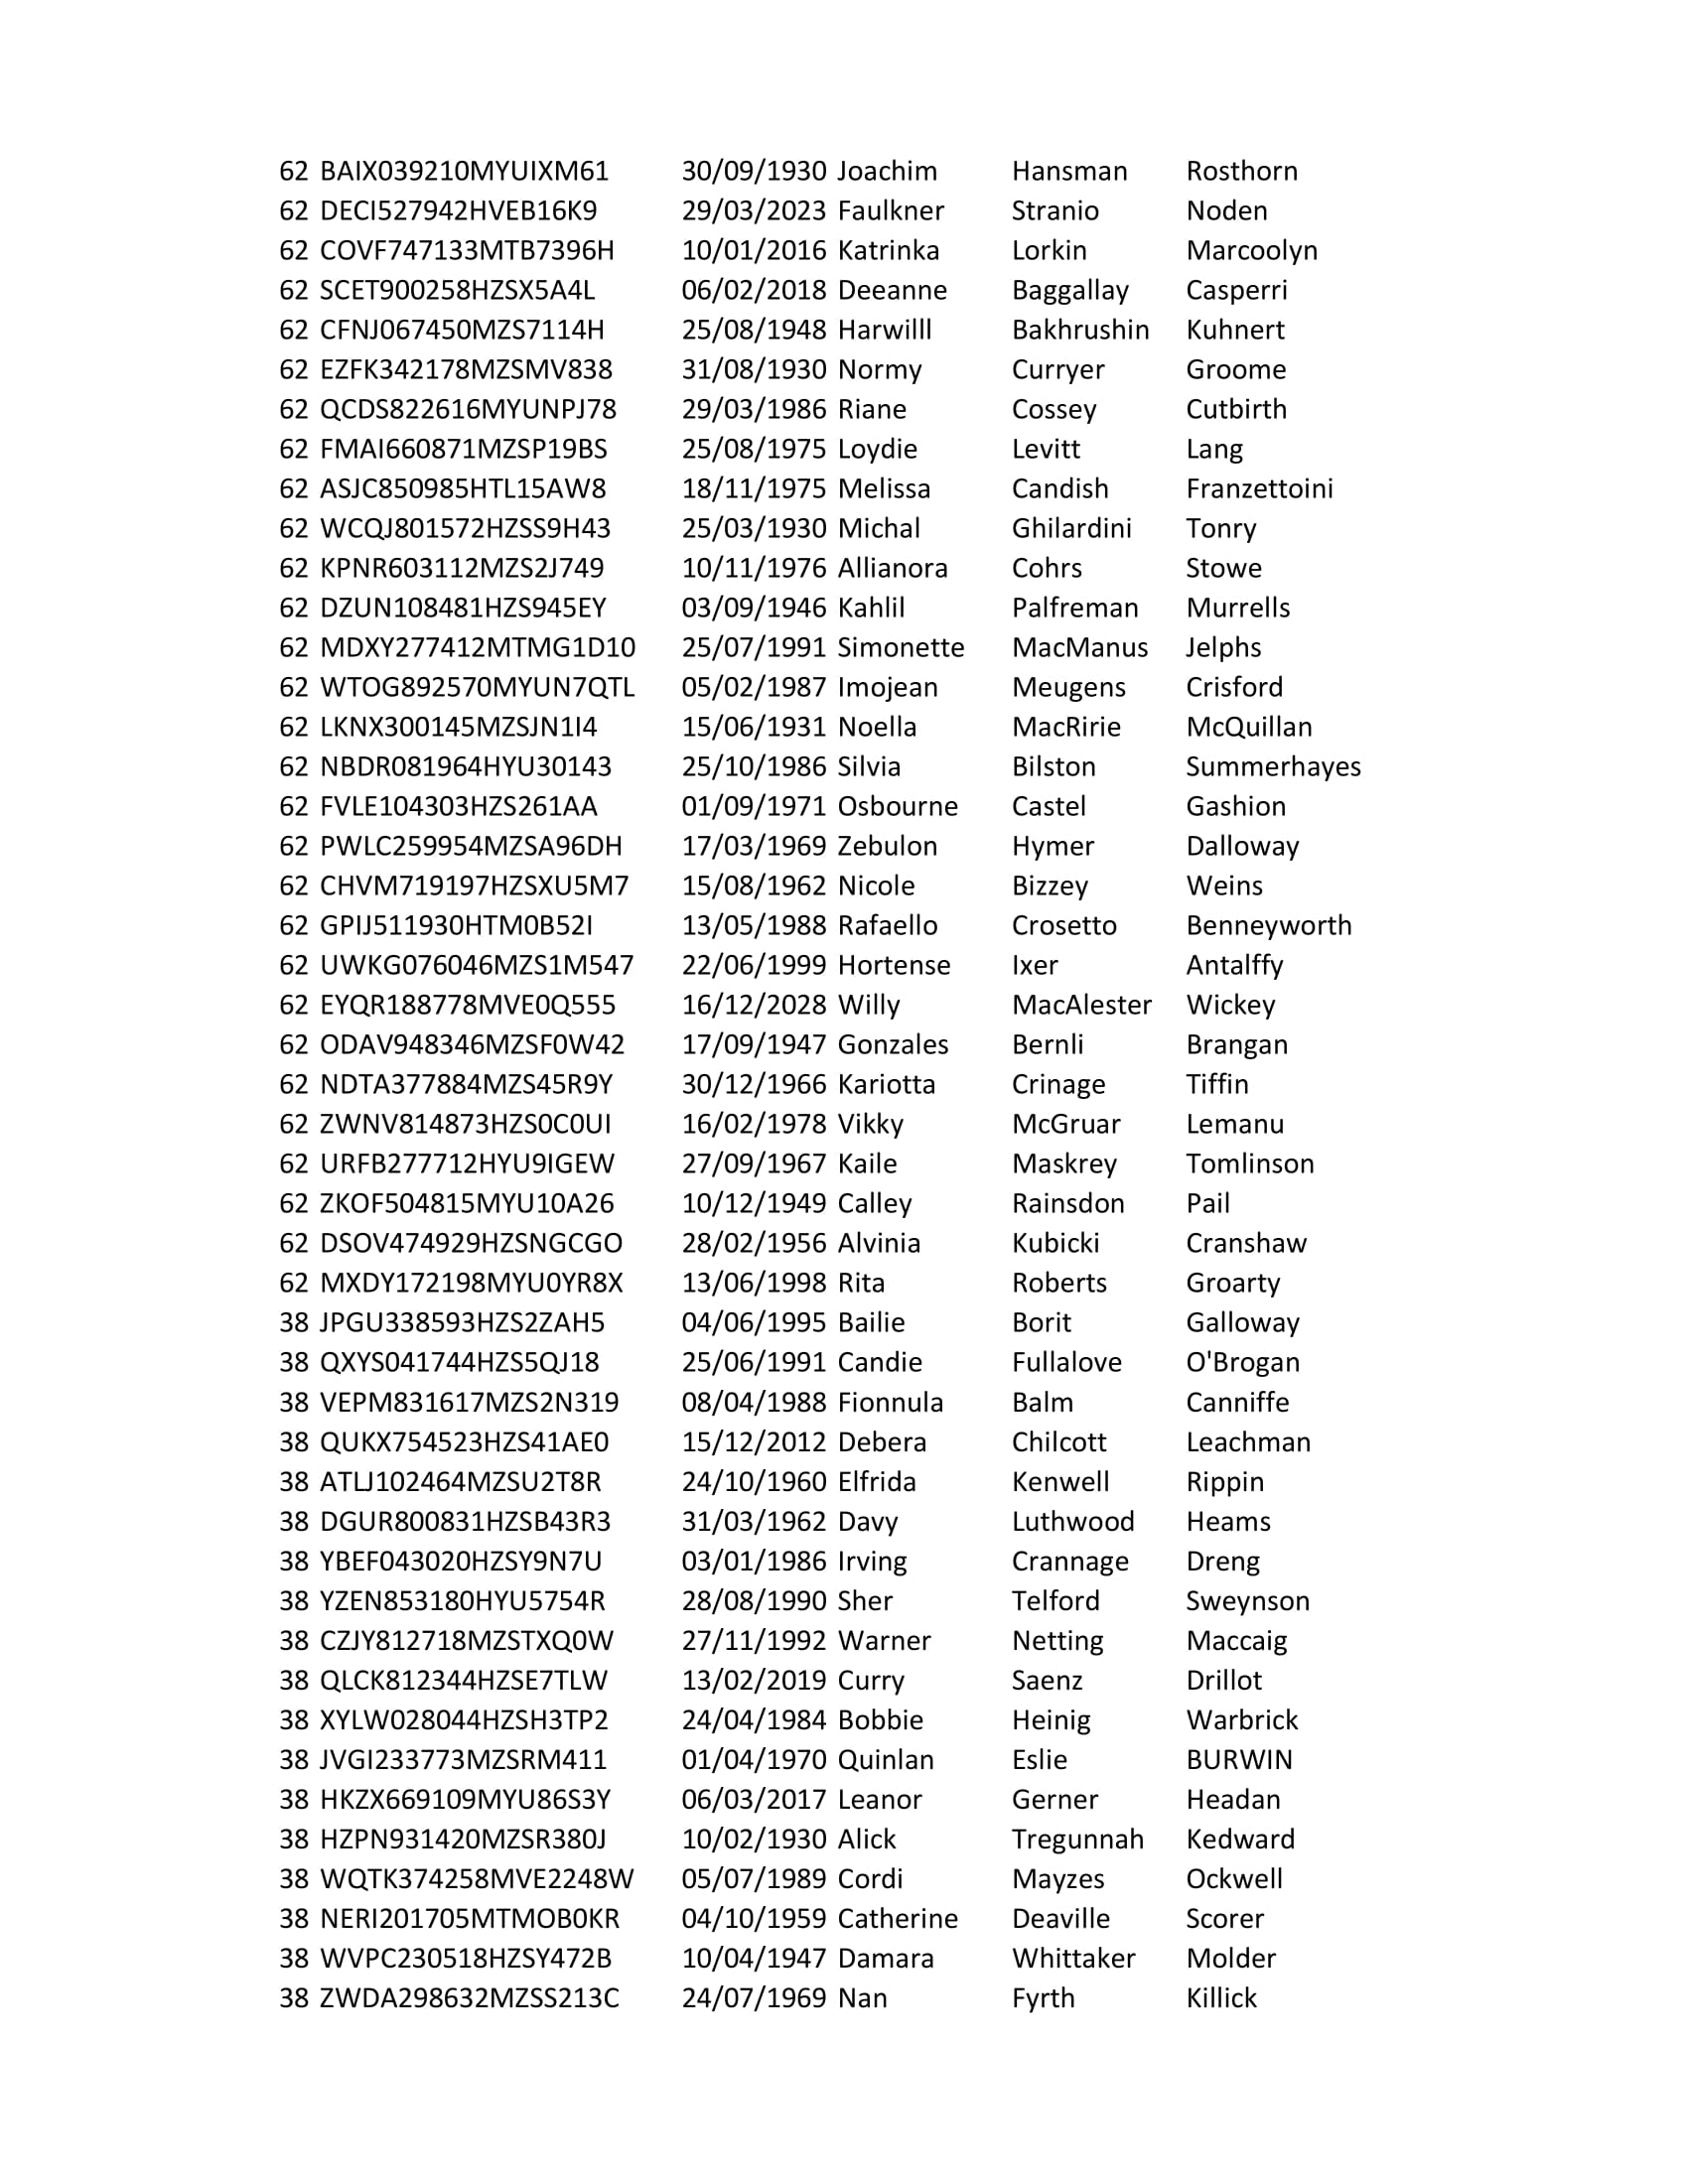 62 BAIX039210MYUIXM61 30/09/1930 Joachim Hansman Rosthorn
62 DECI527942HVEB16K9 29/03/2023 Faulkner Stranio Noden
62 COVF747133MTB7396H 10/01/2016 Katrinka Lorkin Marcoolyn
62 SCET900258HZSX5A4L 06/02/2018 Deeanne Baggallay Casperri
62 CFNJ067450MZS7114H 25/08/1948 Harwilll Bakhrushin Kuhnert
62 EZFK342178MZSMV838 31/08/1930 Normy Curryer Groome
62 QCDS822616MYUNPJ78 29/03/1986 Riane Cossey Cutbirth
62 FMAI660871MZSP19BS 25/08/1975 Loydie Levitt Lang
62 ASJC850985HTL15AW8 18/11/1975 Melissa Candish Franzettoini
62 WCQJ801572HZSS9H43 25/03/1930 Michal Ghilardini Tonry
62 KPNR603112MZS2J749 10/11/1976 Allianora Cohrs Stowe
62 DZUN108481HZS945EY 03/09/1946 Kahlil Palfreman Murrells
62 MDXY277412MTMG1D10 25/07/1991 Simonette MacManus Jelphs
62 WTOG892570MYUN7QTL 05/02/1987 Imojean Meugens Crisford
62 LKNX300145MZSJN1I4 15/06/1931 Noella MacRirie McQuillan
62 NBDR081964HYU30143 25/10/1986 Silvia Bilston Summerhayes
62 FVLE104303HZS261AA 01/09/1971 Osbourne Castel Gashion
62 PWLC259954MZSA96DH 17/03/1969 Zebulon Hymer Dalloway
62 CHVM719197HZSXU5M7 15/08/1962 Nicole Bizzey Weins
62 GPIJ511930HTM0B52I 13/05/1988 Rafaello Crosetto Benneyworth
62 UWKG076046MZS1M547 22/06/1999 Hortense Ixer Antalffy
62 EYQR188778MVE0Q555 16/12/2028 Willy MacAlester Wickey
62 ODAV948346MZSF0W42 17/09/1947 Gonzales Bernli Brangan
62 NDTA377884MZS45R9Y 30/12/1966 Kariotta Crinage Tiffin
62 ZWNV814873HZS0C0UI 16/02/1978 Vikky McGruar Lemanu
62 URFB277712HYU9IGEW 27/09/1967 Kaile Maskrey Tomlinson
62 ZKOF504815MYU10A26 10/12/1949 Calley Rainsdon Pail
62 DSOV474929HZSNGCGO 28/02/1956 Alvinia Kubicki Cranshaw
62 MXDY172198MYU0YR8X 13/06/1998 Rita Roberts Groarty
38 JPGU338593HZS2ZAH5 04/06/1995 Bailie Borit Galloway
38 QXYS041744HZS5QJ18 25/06/1991 Candie Fullalove O'Brogan
38 VEPM831617MZS2N319 08/04/1988 Fionnula Balm Canniffe
38 QUKX754523HZS41AE0 15/12/2012 Debera Chilcott Leachman
38 ATLJ102464MZSU2T8R 24/10/1960 Elfrida Kenwell Rippin
38 DGUR800831HZSB43R3 31/03/1962 Davy Luthwood Heams
38 YBEF043020HZSY9N7U 03/01/1986 Irving Crannage Dreng
38 YZEN853180HYU5754R 28/08/1990 Sher Telford Sweynson
38 CZJY812718MZSTXQ0W 27/11/1992 Warner Netting Maccaig
38 QLCK812344HZSE7TLW 13/02/2019 Curry Saenz Drillot
38 XYLW028044HZSH3TP2 24/04/1984 Bobbie Heinig Warbrick
38 JVGI233773MZSRM411 01/04/1970 Quinlan Eslie BURWIN
38 HKZX669109MYU86S3Y 06/03/2017 Leanor Gerner Headan
38 HZPN931420MZSR380J 10/02/1930 Alick Tregunnah Kedward
38 WQTK374258MVE2248W 05/07/1989 Cordi Mayzes Ockwell
38 NERI201705MTMOB0KR 04/10/1959 Catherine Deaville Scorer
38 WVPC230518HZSY472B 10/04/1947 Damara Whittaker Molder
38 ZWDA298632MZSS213C 24/07/1969 Nan Fyrth Killick